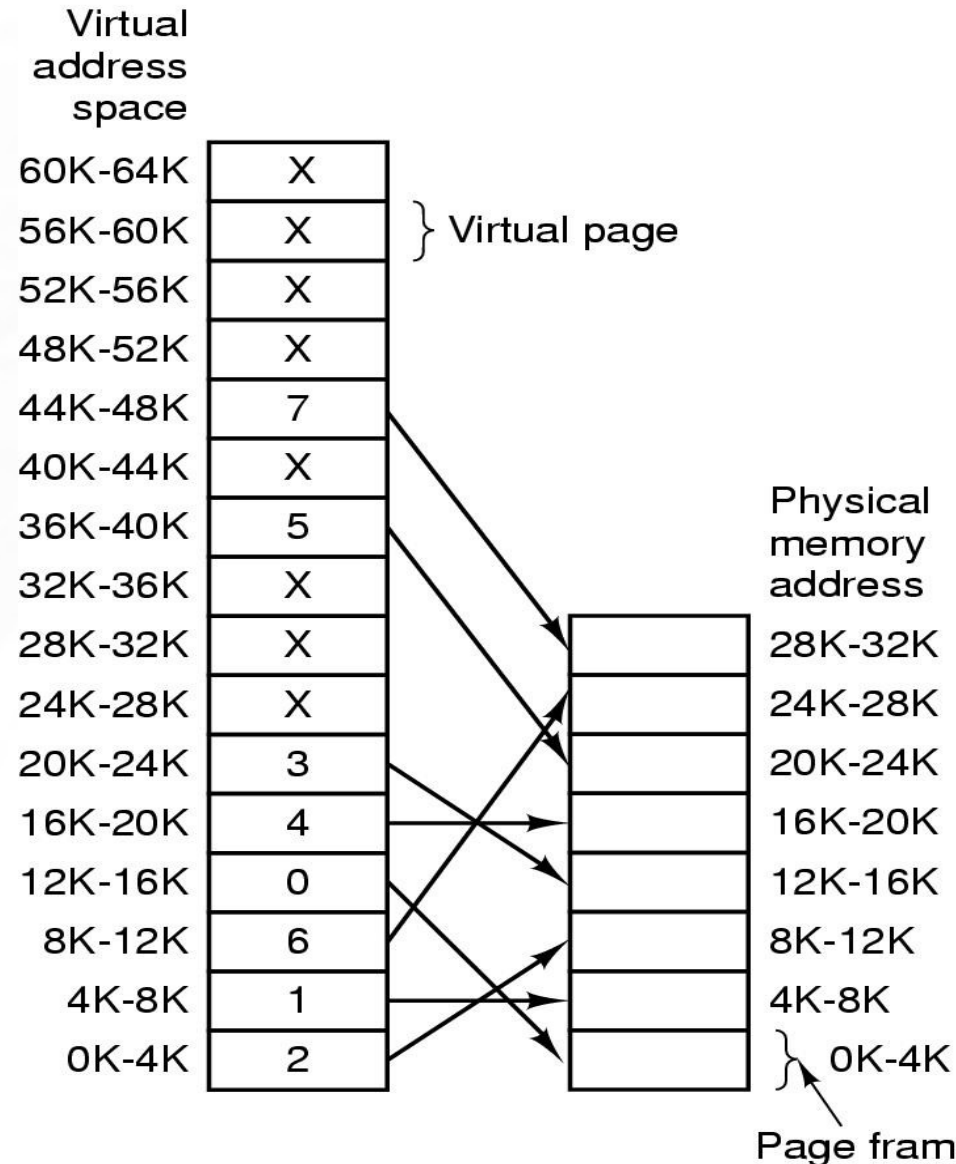 Virtual
address
space
60K-64K X
56K-60K X } Virtual page
52K-56K X
48K-52K X
44K-48K 7
40K-44K X
36K-40K 5
32K-36K X
28K-32K X
24K-28K X
20K-24K 3
16K-20K 4
12K-16K 0
8K-12K 6
4K-8K 1
0K-4K 2
Physical
memory
address
28K-32K
24K-28K
20K-24K
16K-20K
12K-16K
8K-12K
4K-8K
} 0K-4K
Page fram